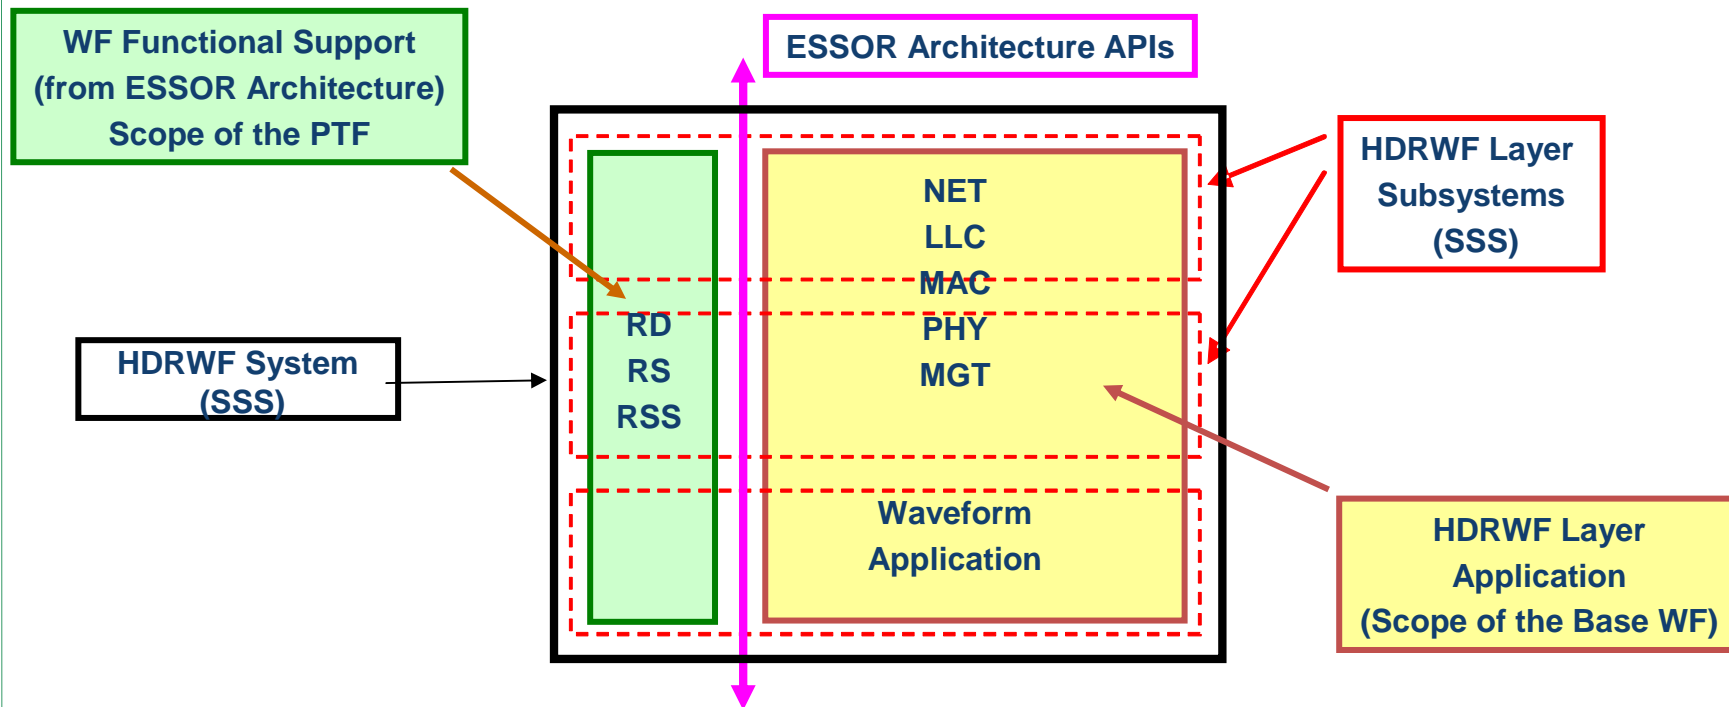 WF Functional Support
(from ESSOR Architecture)
Scope of the PTF
ESSOR Architecture APIs
HDRWF Layer
Subsystems
(SSS)
HDRWF System
(SSS)
RD
RS
RSS
NET
LLC
MAC
PHY
MGT
Waveform
Application
HDRWF Layer
Application
(Scope of the Base WF)